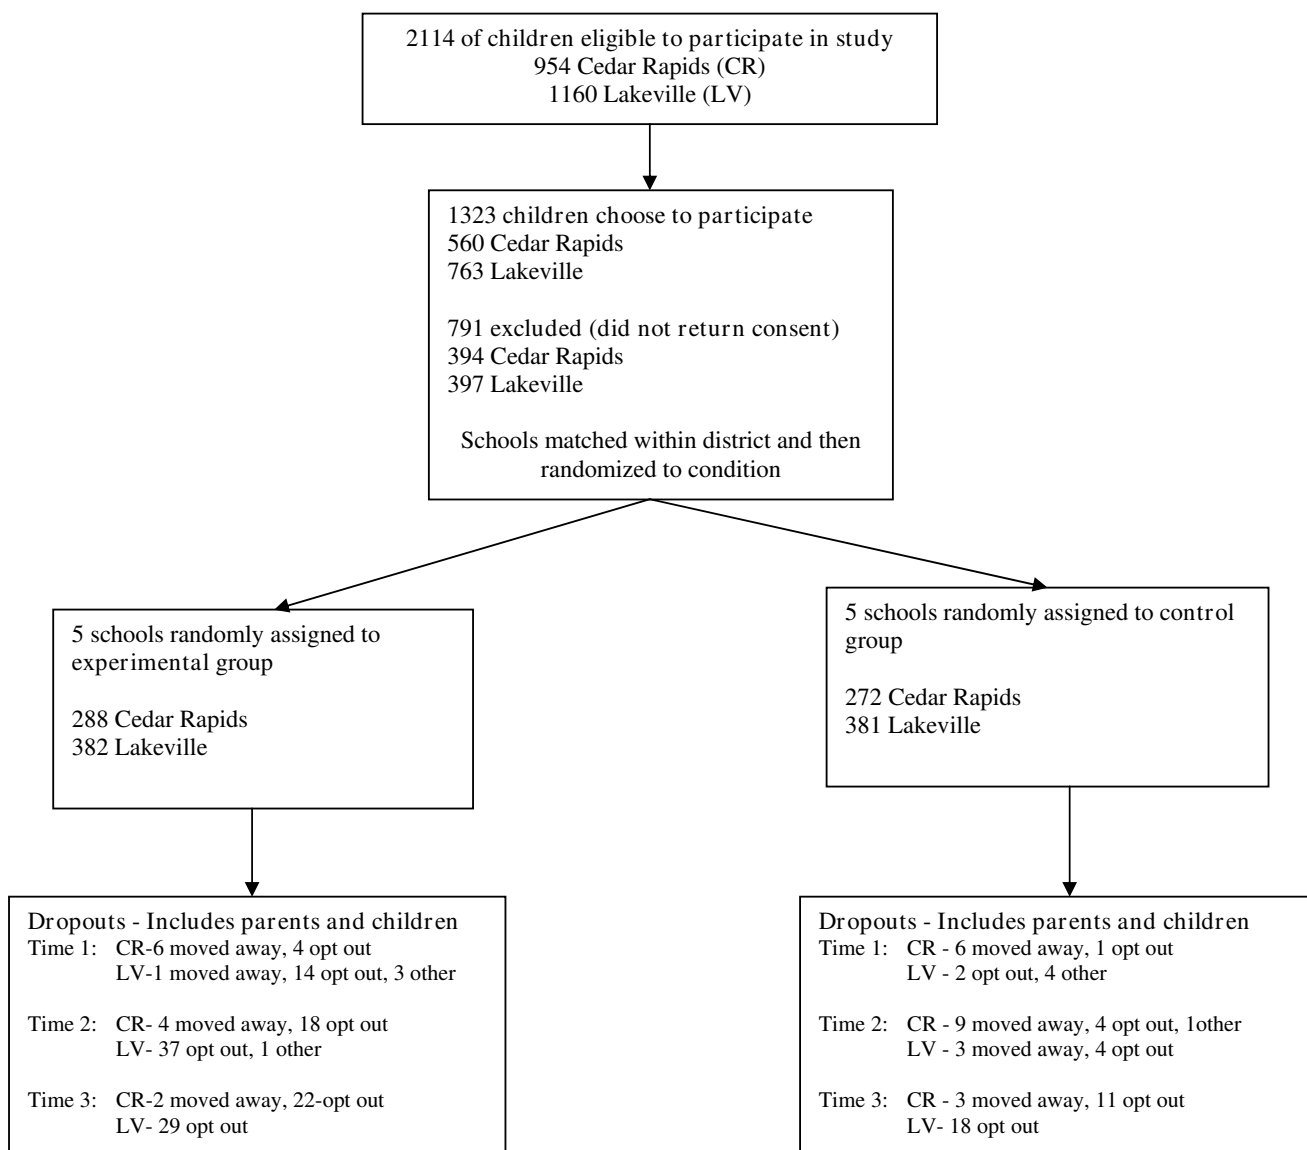 2114 of children eligible to participate in study
954 Cedar Rapids (CR)
1160 Lakeville (LV)
1323 children choose to participate
560 Cedar Rapids
763 Lakeville
791 excluded (did not return consent)
394 Cedar Rapids
397 Lakeville
Schools matched within district and then
randomized to condition
5 schools randomly assigned to
experimental group
288 Cedar Rapids
382 Lakeville
5 schools randomly assigned to control
group
272 Cedar Rapids
381 Lakeville
Dropouts - Includes parents and children
Time 1: CR-6 moved away, 4 opt out
LV-1 moved away, 14 opt out, 3 other
Time 2: CR- 4 moved away, 18 opt out
LV- 37 opt out, 1 other
Time 3: CR-2 moved away, 22-opt out
LV- 29 opt out
Dropouts - Includes parents and children
Time 1: CR - 6 moved away, 1 opt out
LV - 2 opt out, 4 other
Time 2: CR - 9 moved away, 4 opt out, 1other
LV - 3 moved away, 4 opt out
Time 3: CR - 3 moved away, 11 opt out
LV- 18 opt out